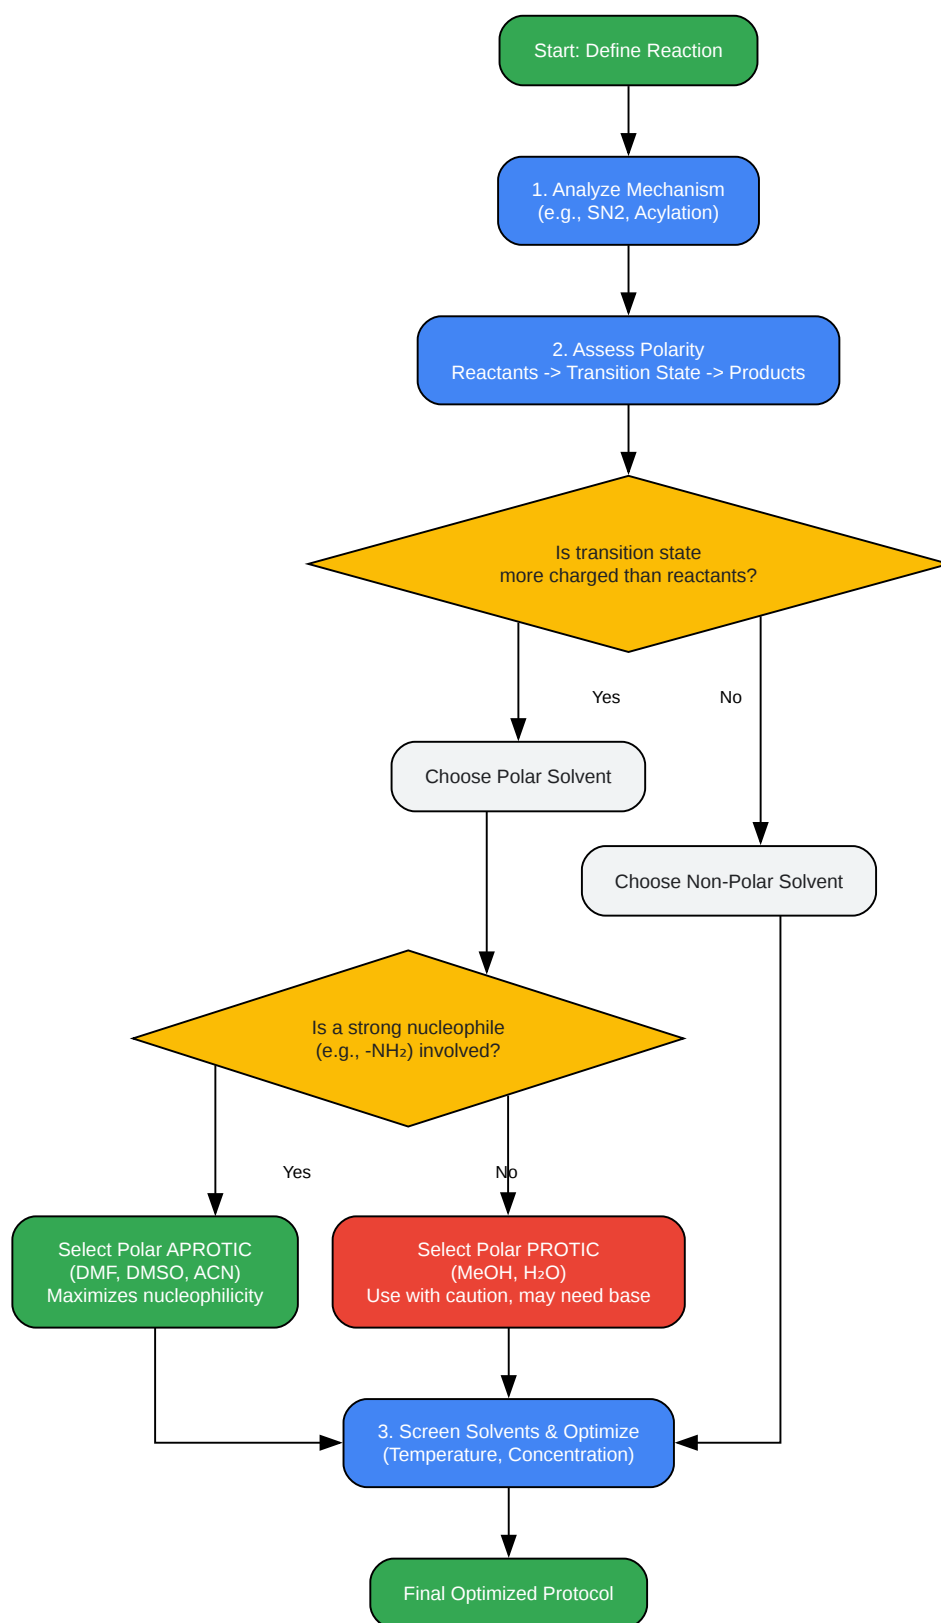 Start: Define Reaction
1. Analyze Mechanism
(e.g., SN2, Acylation)
2. Assess Polarity
Reactants -> Transition State -> Products
Is transition state
more charged than reactants?
Yes
No
Choose Polar Solvent
Choose Non-Polar Solvent
Is a strong nucleophile
(e.g., -NH₂) involved?
Yes
No
Select Polar APROTIC
(DMF, DMSO, ACN)
Maximizes nucleophilicity
Select Polar PROTIC
(MeOH, H₂O)
Use with caution, may need base
3. Screen Solvents & Optimize
(Temperature, Concentration)
Final Optimized Protocol